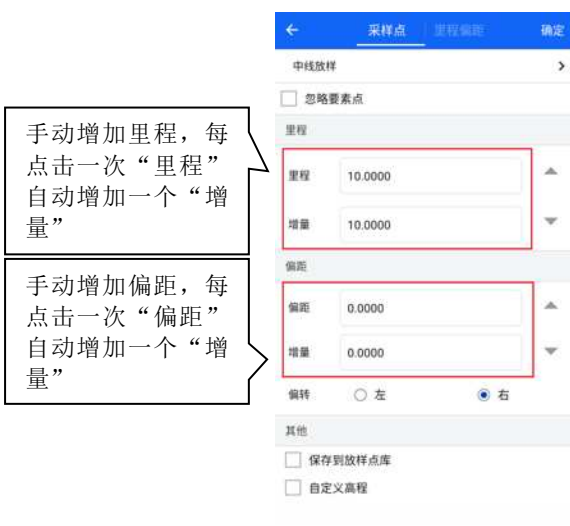 采样点 里程偏距 确定
中线放样
忽略要素点
里程
手动增加里程，每
点击一次“里程”
自动增加一个“增
量”
里程 10.0000
增量 10.0000
偏距
手动增加偏距，每
点击一次“偏距”
自动增加一个“增
量”
偏距 0.0000
增量 0.0000
偏转 左 右
其他
保存到放样点库
自定义高程